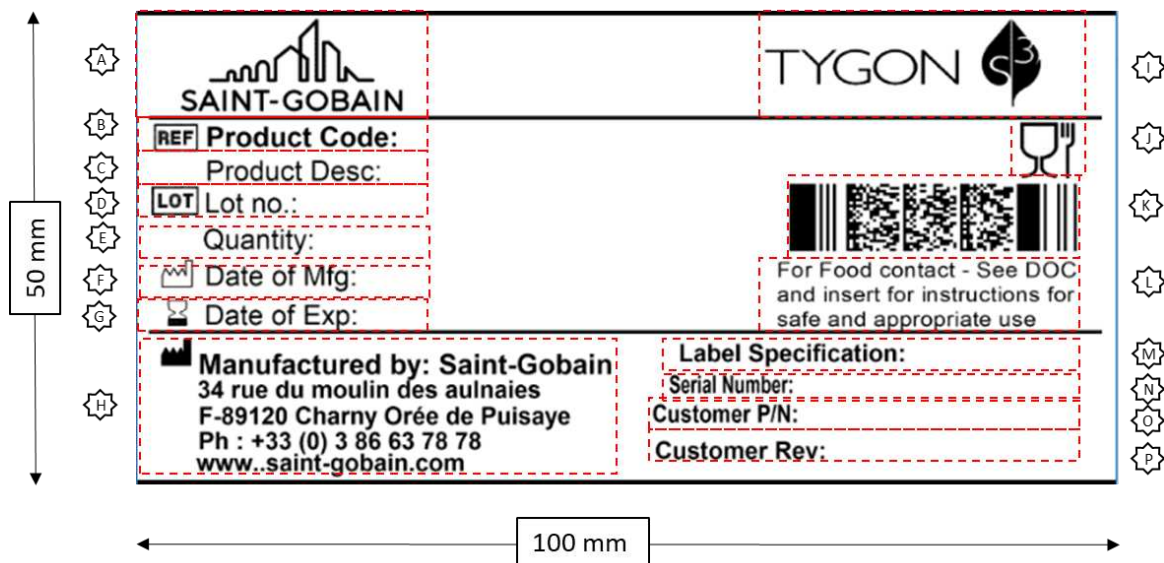 A
SAINT-GOBAIN
TYGON S3
I
B
REF Product Code:
J
C
Product Desc:
D
LOT Lot no.:
K
E
Quantity:
F
Date of Mfg:
For Food contact - See DOC
and insert for instructions for
safe and appropriate use
L
G
Date of Exp:
H
Manufactured by: Saint-Gobain
34 rue du moulin des aulnaies
F-89120 Charny Orée de Puisaye
Ph : +33 (0) 3 86 63 78 78
www..saint-gobain.com
Label Specification:
M
Serial Number:
N
Customer P/N:
O
Customer Rev:
P
50 mm
100 mm